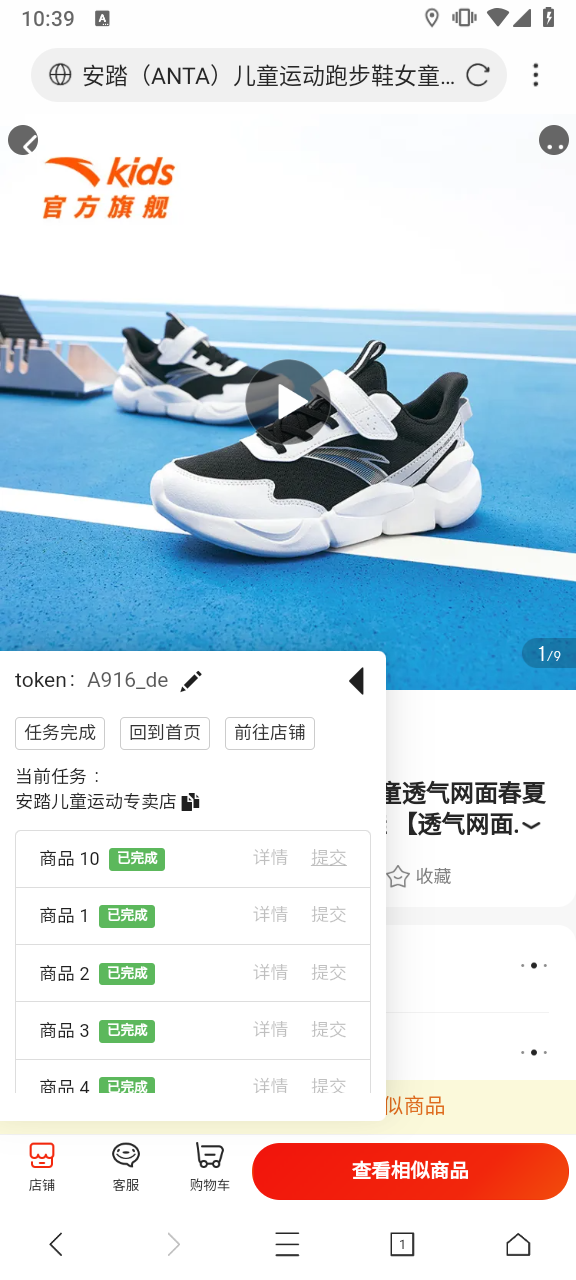 10:39
A
安踏（ANTA）儿童运动跑步鞋女童...
kids
官方旗舰
1/9
token： A916_de
任务完成 回到首页 前往店铺
当前任务：
安踏儿童运动专卖店
童透气网面春夏
【透气网面.
收藏
商品 10 已完成 详情 提交
商品 1 已完成 详情 提交
商品 2 已完成 详情 提交
商品 3 已完成 详情 提交
商品 4 已完成 详情 提交
似商品
店铺 客服 购物车 查看相似商品
1